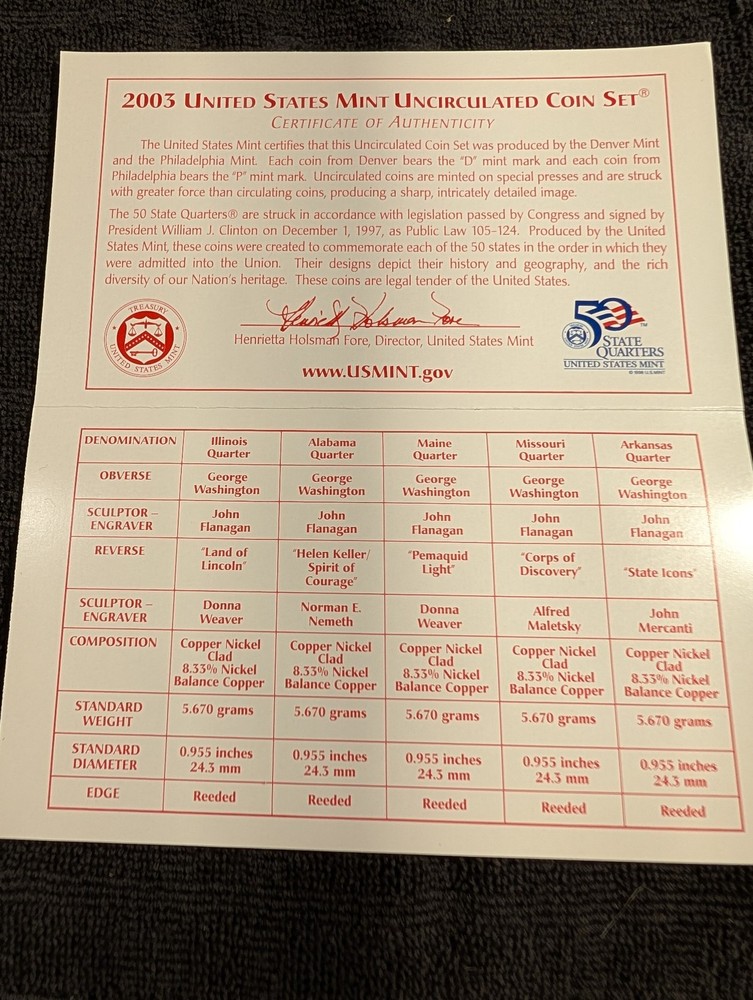 2003 UNITED STATES MINT UNCIRCULATED COIN SET®
CERTIFICATE OF AUTHENTICITY
The United States Mint certifies that this Uncirculated Coin Set was produced by the Denver Mint
and the Philadelphia Mint. Each coin from Denver bears the "D" mint mark and each coin from
Philadelphia bears the "P" mint mark. Uncirculated coins are minted on special presses and are struck
with greater force than circulating coins, producing a sharp, intricately detailed image.
The 50 State Quarters® are struck in accordance with legislation passed by Congress and signed by
President William J. Clinton on December 1, 1997, as Public Law 105-124. Produced by the United
States Mint, these coins were created to commemorate each of the 50 states in the order in which they
were admitted into the Union. Their designs depict their history and geography, and the rich
diversity of our Nation's heritage. These coins are legal tender of the United States.
TREASURY
UNITED STATES MINT
Henrietta Holsman Fore
Henrietta Holsman Fore, Director, United States Mint
www.USMINT.gov
50 ™
STATE
QUARTERS
UNITED STATES MINT
DENOMINATION Illinois Quarter Alabama Quarter Maine Quarter Missouri Quarter Arkansas Quarter
OBVERSE George Washington George Washington George Washington George Washington George Washington
SCULPTOR – ENGRAVER John Flanagan John Flanagan John Flanagan John Flanagan John Flanagan
REVERSE "Land of Lincoln" "Helen Keller/ Spirit of Courage" "Pemaquid Light" "Corps of Discovery" "State Icons"
SCULPTOR – ENGRAVER Donna Weaver Norman E. Nemeth Donna Weaver Alfred Maletsky John Mercanti
COMPOSITION Copper Nickel Clad 8.33% Nickel Balance Copper Copper Nickel Clad 8.33% Nickel Balance Copper Copper Nickel Clad 8.33% Nickel Balance Copper Copper Nickel Clad 8.33% Nickel Balance Copper Copper Nickel Clad 8.33% Nickel Balance Copper
STANDARD WEIGHT 5.670 grams 5.670 grams 5.670 grams 5.670 grams 5.670 grams
STANDARD DIAMETER 0.955 inches 24.3 mm 0.955 inches 24.3 mm 0.955 inches 24.3 mm 0.955 inches 24.3 mm 0.955 inches 24.3 mm
EDGE Reeded Reeded Reeded Reeded Reeded